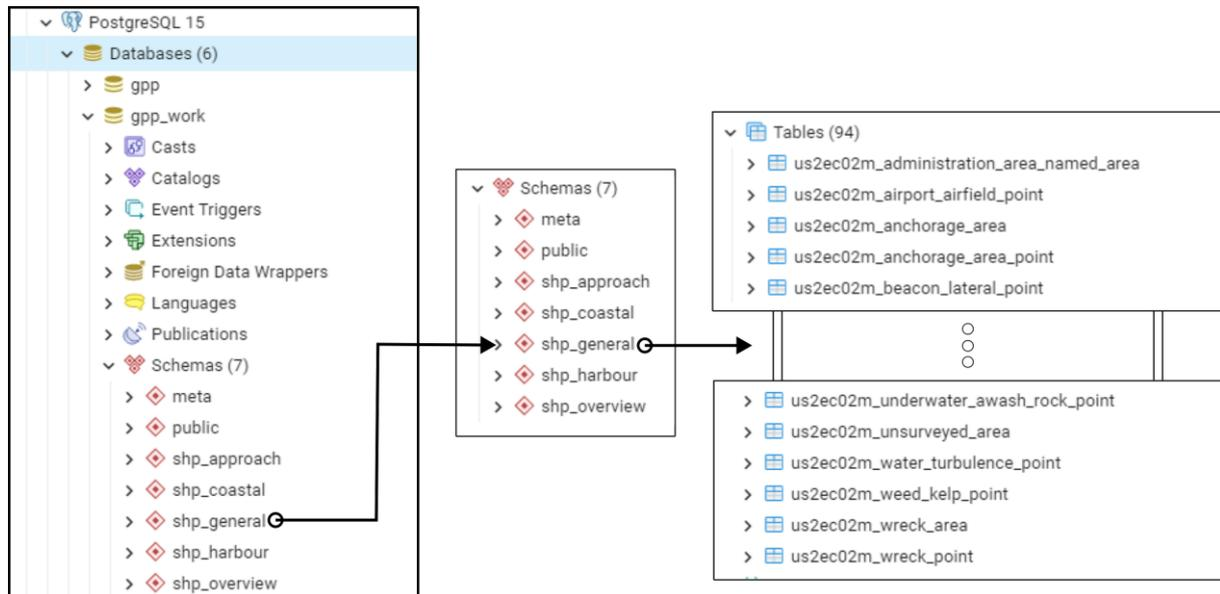 PostgreSQL 15
Databases (6)
gpp
gpp_work
Casts
Catalogs
Event Triggers
Extensions
Foreign Data Wrappers
Languages
Publications
Schemas (7)
meta
public
shp_approach
shp_coastal
shp_general
shp_harbour
shp_overview
Schemas (7)
meta
public
shp_approach
shp_coastal
shp_general
shp_harbour
shp_overview
Tables (94)
us2ec02m_administration_area_named_area
us2ec02m_airport_airfield_point
us2ec02m_anchorage_area
us2ec02m_anchorage_area_point
us2ec02m_beacon_lateral_point
us2ec02m_underwater_awash_rock_point
us2ec02m_unsurveyed_area
us2ec02m_water_turbulence_point
us2ec02m_weed_kelp_point
us2ec02m_wreck_area
us2ec02m_wreck_point